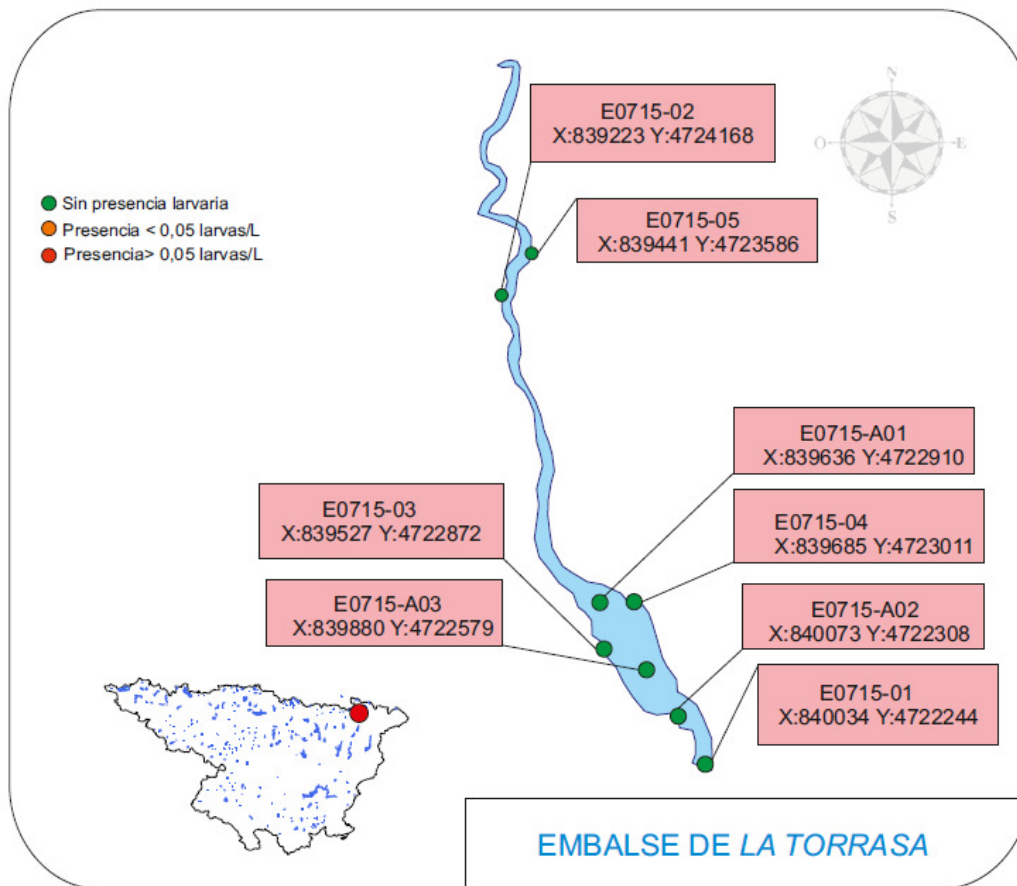 E0715-02
X:839223 Y:4724168
N
O
E
S
Sin presencia larvaria
Presencia < 0,05 larvas/L
Presencia> 0,05 larvas/L
E0715-05
X:839441 Y:4723586
E0715-A01
X:839636 Y:4722910
E0715-03
X:839527 Y:4722872
E0715-04
X:839685 Y:4723011
E0715-A03
X:839880 Y:4722579
E0715-A02
X:840073 Y:4722308
E0715-01
X:840034 Y:4722244
EMBALSE DE LA TORRASA